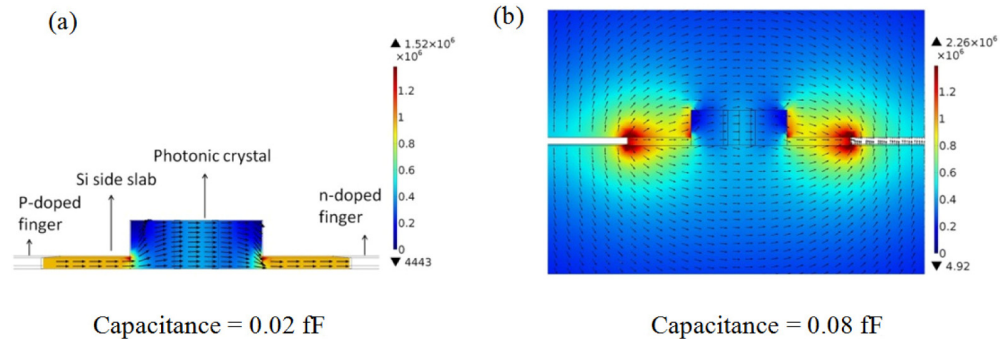 (a)
▲ 1.52×10⁶
×10⁶
1.2
1
0.8
0.6
0.4
0.2
0
▼ 4443
Photonic crystal
Si side slab
P-doped
finger
n-doped
finger
Capacitance = 0.02 fF
(b)
▲ 2.26×10⁶
×10⁶
1.2
1
0.8
0.6
0.4
0.2
0
▼ 4.92
Capacitance = 0.08 fF